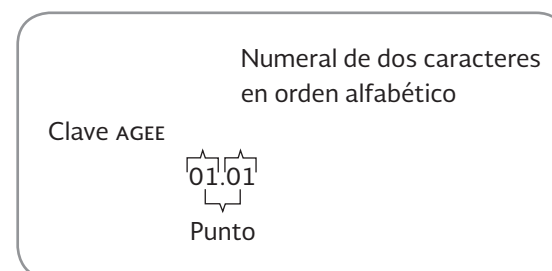 Numeral de dos caracteres
en orden alfabético
Clave AGEE
01.01
Punto